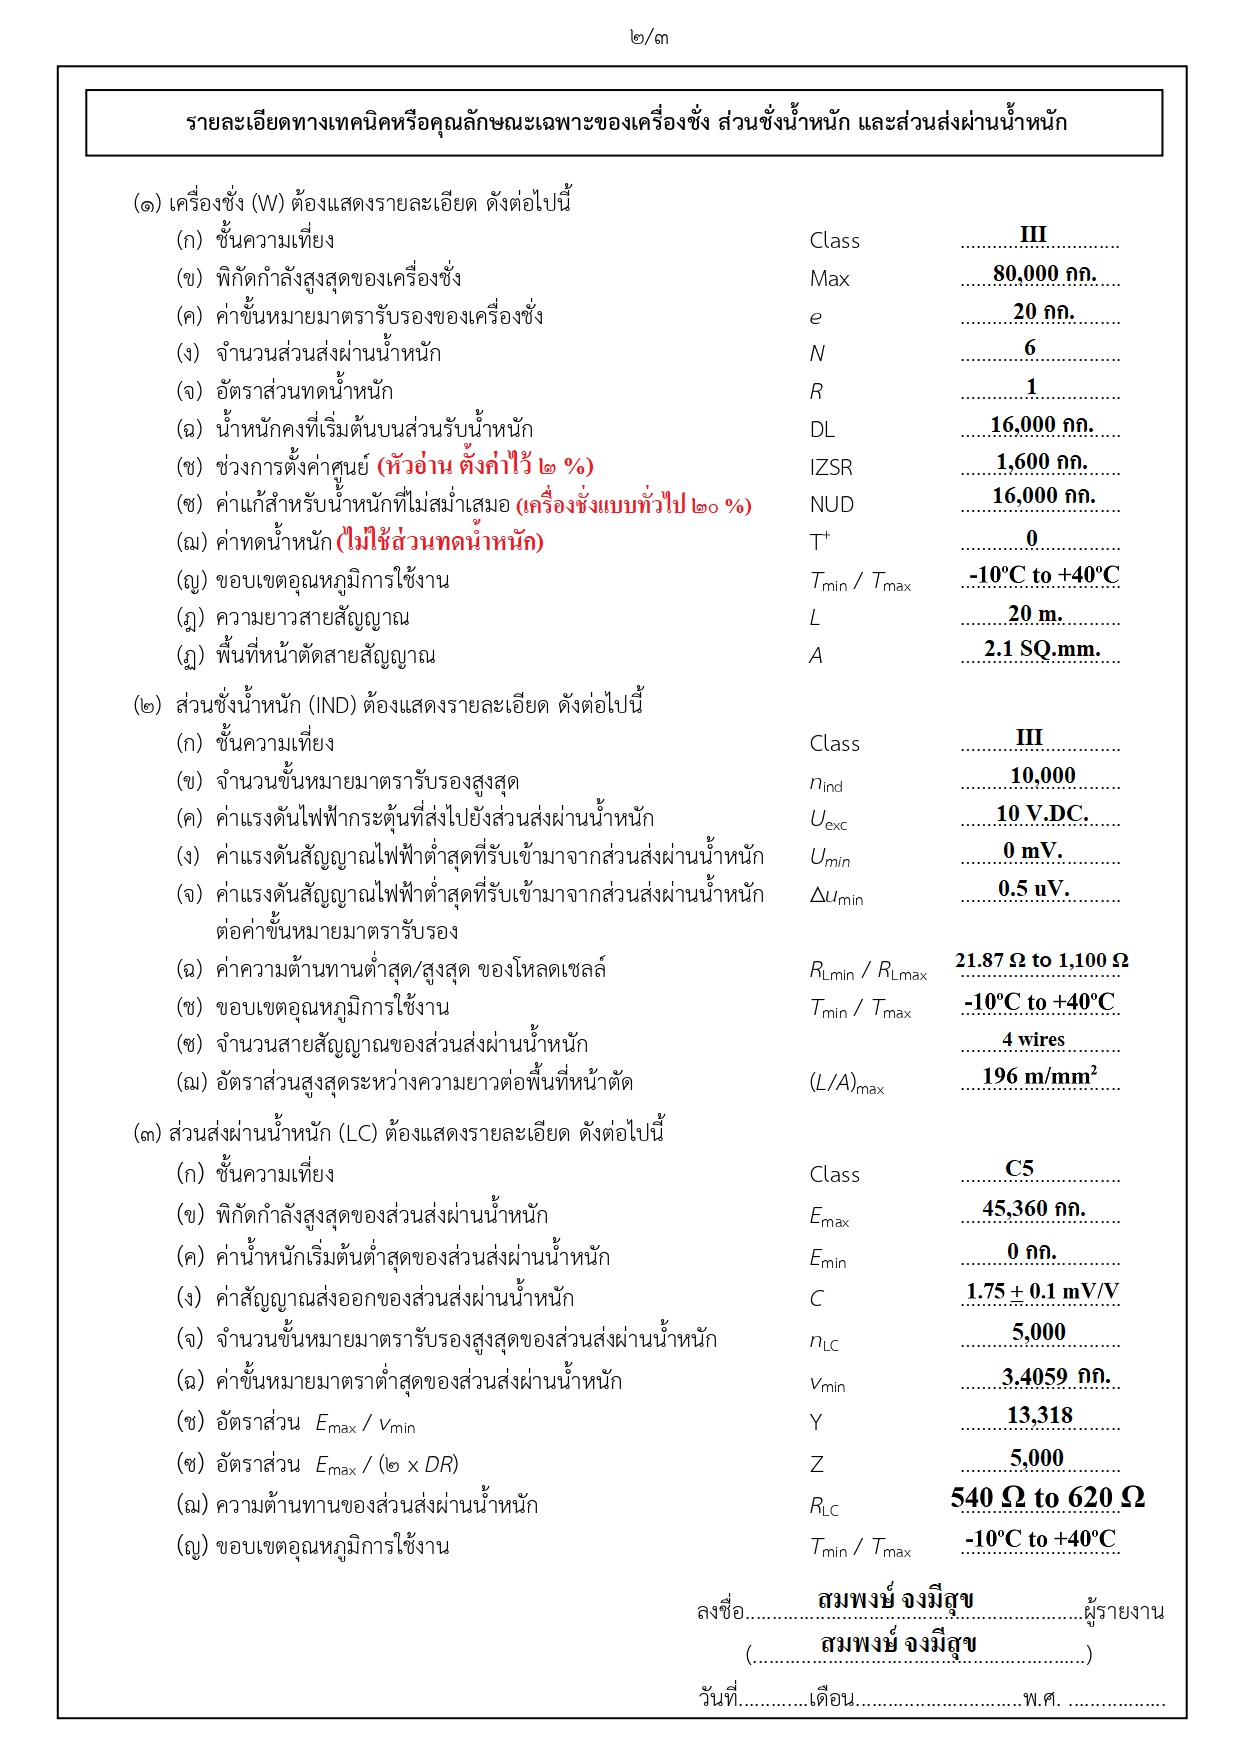 ๒/๓
รายละเอียดทางเทคนิคหรือคุณลักษณะเฉพาะของเครื่องชั่ง ส่วนชั่งน้ำหนัก และส่วนส่งผ่านน้ำหนัก
(๑) เครื่องชั่ง (W) ต้องแสดงรายละเอียด ดังต่อไปนี้
(ก) ชั้นความเที่ยง Class III
(ข) พิกัดกำลังสูงสุดของเครื่องชั่ง Max 80,000 กก.
(ค) ค่าขั้นหมายมาตรารับรองของเครื่องชั่ง e 20 กก.
(ง) จำนวนส่วนส่งผ่านน้ำหนัก N 6
(จ) อัตราส่วนทดน้ำหนัก R 1
(ฉ) น้ำหนักคงที่เริ่มต้นบนส่วนรับน้ำหนัก DL 16,000 กก.
(ช) ช่วงการตั้งค่าศูนย์ (หัวอ่าน ตั้งค่าไว้ ๒ %) IZSR 1,600 กก.
(ซ) ค่าแก้สำหรับน้ำหนักที่ไม่สม่ำเสมอ (เครื่องชั่งแบบทั่วไป ๒๐ %) NUD 16,000 กก.
(ฌ) ค่าทดน้ำหนัก (ไม่ใช้ส่วนทดน้ำหนัก) T⁺ 0
(ญ) ขอบเขตอุณหภูมิการใช้งาน Tmin / Tmax -10ºC to +40ºC
(ฎ) ความยาวสายสัญญาณ L 20 m.
(ฏ) พื้นที่หน้าตัดสายสัญญาณ A 2.1 SQ.mm.
(๒) ส่วนชั่งน้ำหนัก (IND) ต้องแสดงรายละเอียด ดังต่อไปนี้
(ก) ชั้นความเที่ยง Class III
(ข) จำนวนขั้นหมายมาตรารับรองสูงสุด nind 10,000
(ค) ค่าแรงดันไฟฟ้ากระตุ้นที่ส่งไปยังส่วนส่งผ่านน้ำหนัก Uexc 10 V.DC.
(ง) ค่าแรงดันสัญญาณไฟฟ้าต่ำสุดที่รับเข้ามาจากส่วนส่งผ่านน้ำหนัก Umin 0 mV.
(จ) ค่าแรงดันสัญญาณไฟฟ้าต่ำสุดที่รับเข้ามาจากส่วนส่งผ่านน้ำหนัก Δumin 0.5 uV.
ต่อค่าขั้นหมายมาตรารับรอง
(ฉ) ค่าความต้านทานต่ำสุด/สูงสุด ของโหลดเซลล์ RLmin / RLmax 21.87 Ω to 1,100 Ω
(ช) ขอบเขตอุณหภูมิการใช้งาน Tmin / Tmax -10ºC to +40ºC
(ซ) จำนวนสายสัญญาณของส่วนส่งผ่านน้ำหนัก 4 wires
(ฌ) อัตราส่วนสูงสุดระหว่างความยาวต่อพื้นที่หน้าตัด (L/A)max 196 m/mm²
(๓) ส่วนส่งผ่านน้ำหนัก (LC) ต้องแสดงรายละเอียด ดังต่อไปนี้
(ก) ชั้นความเที่ยง Class C5
(ข) พิกัดกำลังสูงสุดของส่วนส่งผ่านน้ำหนัก Emax 45,360 กก.
(ค) ค่าน้ำหนักเริ่มต้นต่ำสุดของส่วนส่งผ่านน้ำหนัก Emin 0 กก.
(ง) ค่าสัญญาณส่งออกของส่วนส่งผ่านน้ำหนัก C 1.75 ± 0.1 mV/V
(จ) จำนวนขั้นหมายมาตรารับรองสูงสุดของส่วนส่งผ่านน้ำหนัก nLC 5,000
(ฉ) ค่าขั้นหมายมาตราต่ำสุดของส่วนส่งผ่านน้ำหนัก vmin 3.4059 กก.
(ช) อัตราส่วน Emax / vmin Y 13,318
(ซ) อัตราส่วน Emax / (๒ x DR) Z 5,000
(ฌ) ความต้านทานของส่วนส่งผ่านน้ำหนัก RLC 540 Ω to 620 Ω
(ญ) ขอบเขตอุณหภูมิการใช้งาน Tmin / Tmax -10ºC to +40ºC
ลงชื่อ สมพงษ์ จงมีสุข ผู้รายงาน
( สมพงษ์ จงมีสุข )
วันที่.............เดือน...............................พ.ศ. ..................